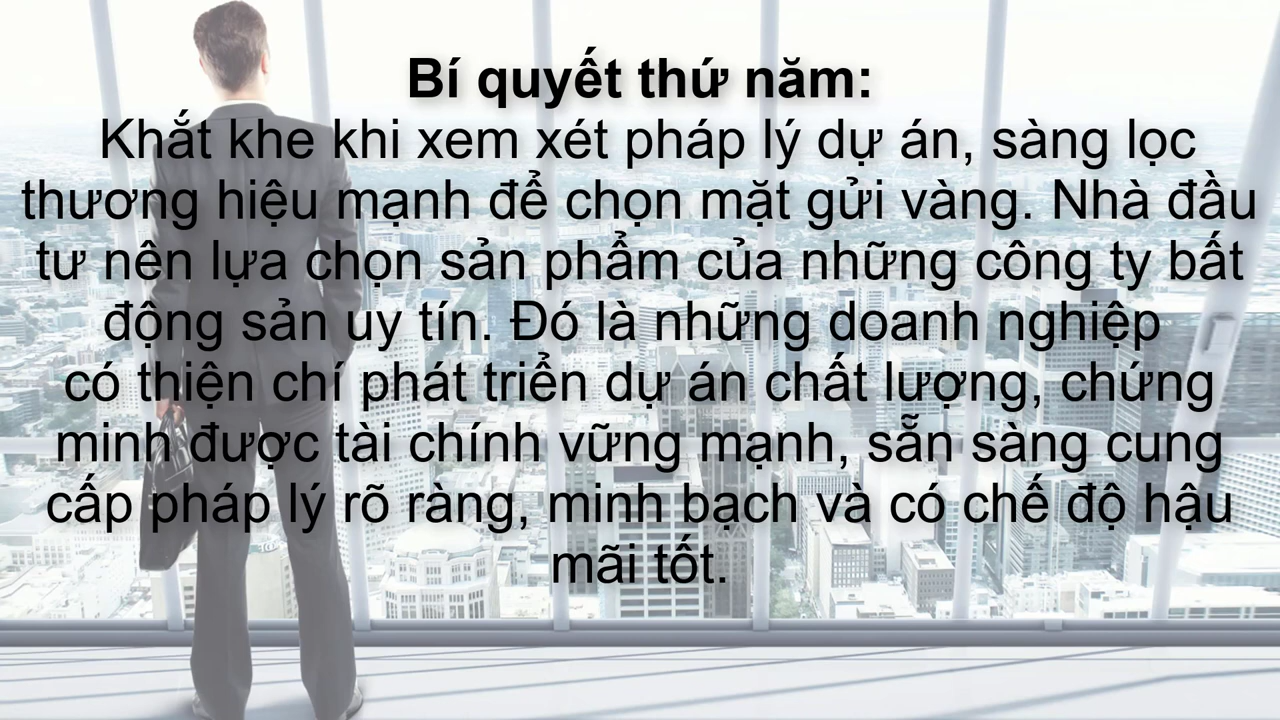 Bí quyết thứ năm:
Khắt khe khi xem xét pháp lý dự án, sàng lọc
thương hiệu mạnh để chọn mặt gửi vàng. Nhà đầu
tư nên lựa chọn sản phẩm của những công ty bất
động sản uy tín. Đó là những doanh nghiệp
có thiện chí phát triển dự án chất lượng, chứng
minh được tài chính vững mạnh, sẵn sàng cung
cấp pháp lý rõ ràng, minh bạch và có chế độ hậu
mãi tốt.